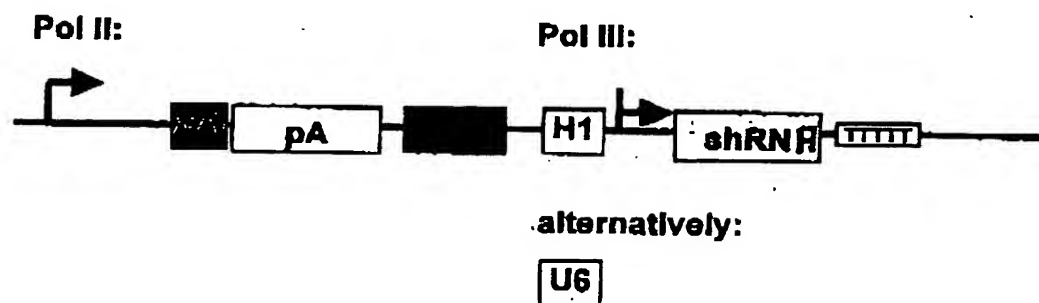 Pol II:
Pol III:
pA
H1
shRNA
TTTTT
alternatively:
U6